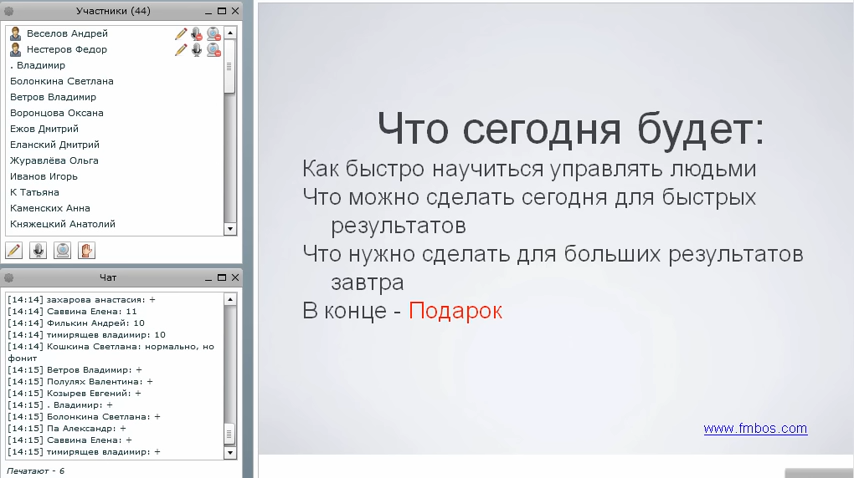 Участники (44)
Веселов Андрей
Нестеров Федор
. Владимир
Болонкина Светлана
Ветров Владимир
Воронцова Оксана
Ежов Дмитрий
Еланский Дмитрий
Журавлёва Ольга
Иванов Игорь
К Татьяна
Каменских Анна
Княжецкий Анатолий
Чат
[14:14] захарова анастасия: +
[14:14] Саввина Елена: 11
[14:14] Филькин Андрей: 10
[14:14] тимирящев владимир: 10
[14:14] Кошкина Светлана: нормально, но
фонит
[14:15] Ветров Владимир: +
[14:15] Полулях Валентина: +
[14:15] Козырев Евгений: +
[14:15] . Владимир: +
[14:15] Болонкина Светлана: +
[14:15] Па Александр: +
[14:15] Саввина Елена: +
[14:15] тимирящев владимир: +
Печатают - 6
Что сегодня будет:
Как быстро научиться управлять людьми
Что можно сделать сегодня для быстрых
результатов
Что нужно сделать для больших результатов
завтра
В конце - Подарок
www.fmbos.com